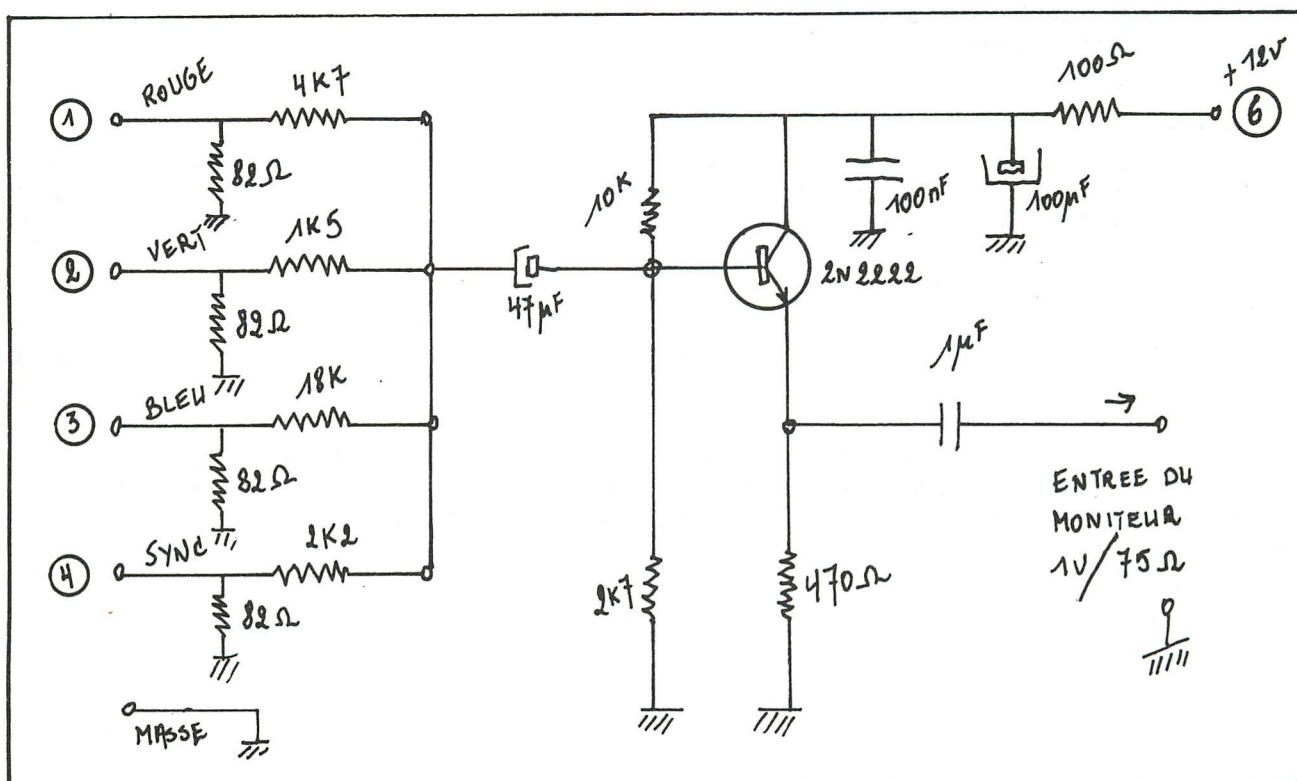 1
ROUGE
4K7
82Ω
2
VERT
1K5
82Ω
3
BLEU
18K
82Ω
4
SYNC
2K2
82Ω
MASSE
47µF
10K
2K7
2N2222
470Ω
100nF
100µF
100Ω
+12V
6
1µF
→
ENTREE DU
MONITEUR
1V/75Ω